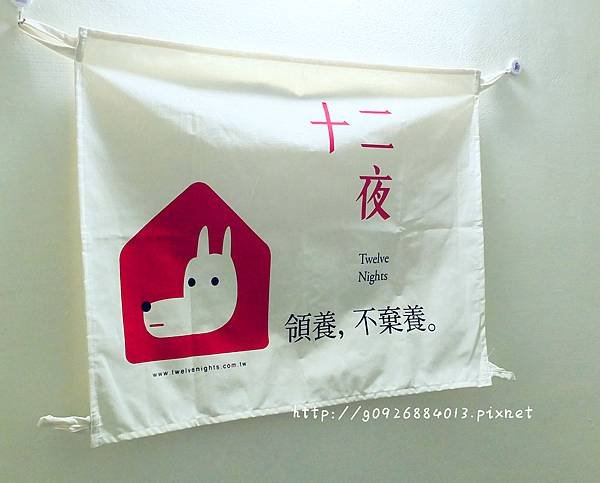 十二
夜
Twelve
Nights
領養，不棄養。
www.twelvenights.com.tw
http://g0926884013.pixnet